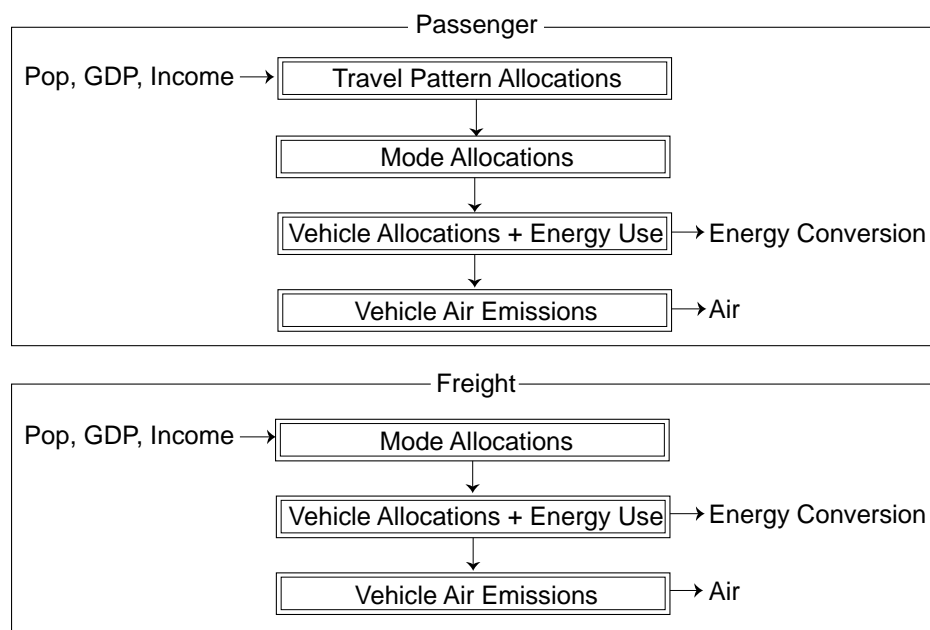 Passenger
Pop, GDP, Income
Travel Pattern Allocations
Mode Allocations
Vehicle Allocations + Energy Use
Energy Conversion
Vehicle Air Emissions
Air
Freight
Pop, GDP, Income
Mode Allocations
Vehicle Allocations + Energy Use
Energy Conversion
Vehicle Air Emissions
Air